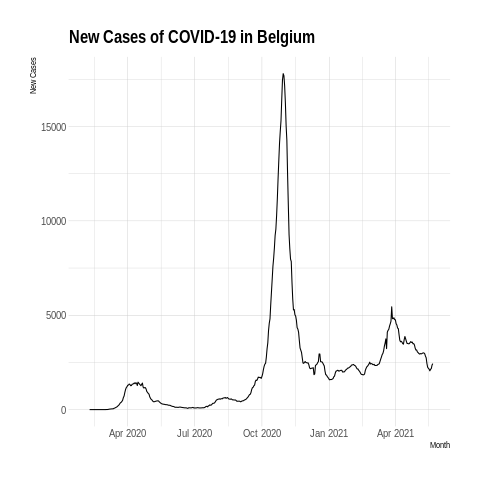 New Cases of COVID-19 in Belgium
New Cases
15000
10000
5000
0
Apr 2020 Jul 2020 Oct 2020 Jan 2021 Apr 2021
Month